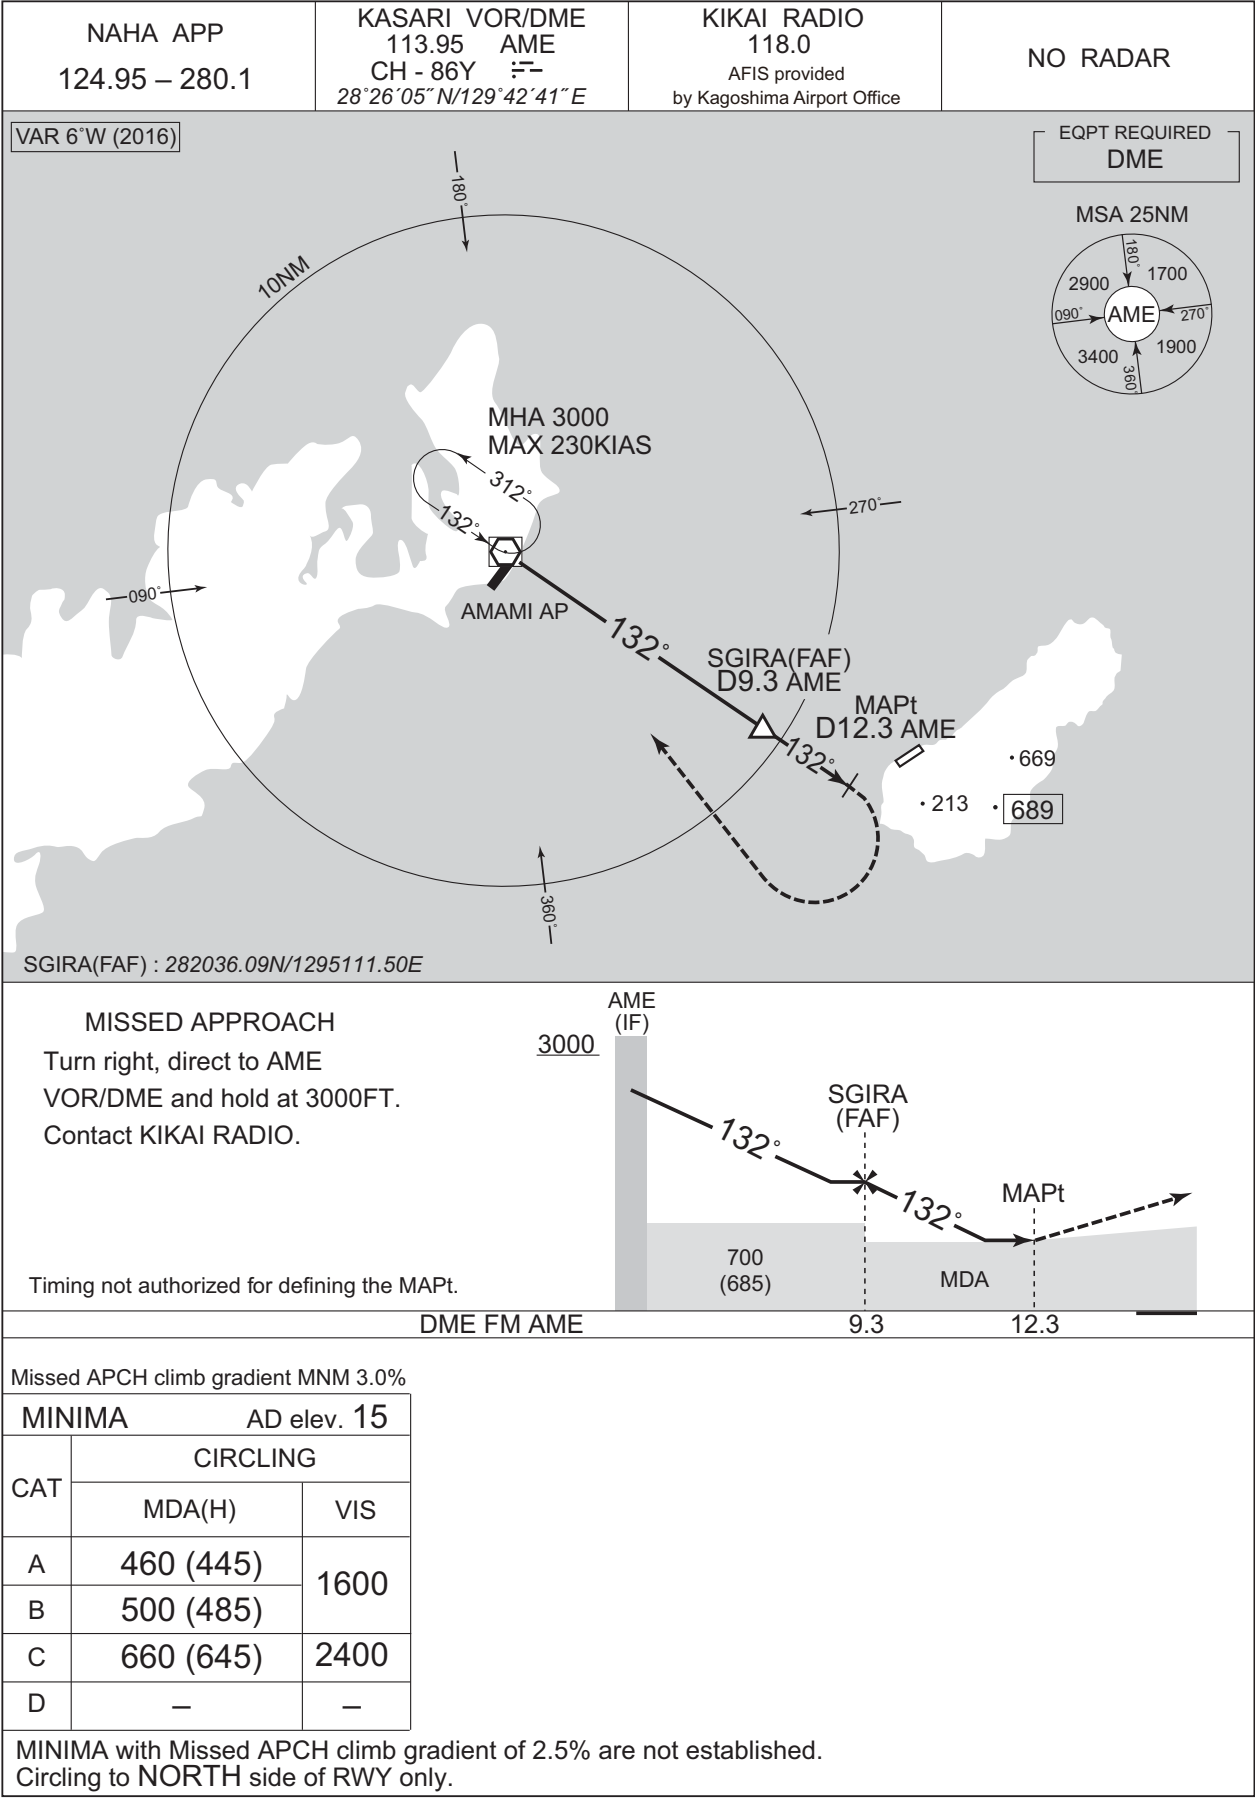 NAHA APP
124.95 – 280.1
KASARI VOR/DME
113.95 AME
CH - 86Y
28°26´05˝N/129°42´41˝E
KIKAI RADIO
118.0
AFIS provided
by Kagoshima Airport Office
NO RADAR
VAR 6°W (2016)
EQPT REQUIRED
DME
MSA 25NM
180°
2900
1700
090°
AME
270°
3400
1900
360°
180°
10NM
MHA 3000
MAX 230KIAS
312°
132°
270°
090°
AMAMI AP
132°
SGIRA(FAF)
D9.3 AME
MAPt
D12.3 AME
132°
669
213
689
360°
SGIRA(FAF) : 282036.09N/1295111.50E
MISSED APPROACH
Turn right, direct to AME
VOR/DME and hold at 3000FT.
Contact KIKAI RADIO.
Timing not authorized for defining the MAPt.
AME
(IF)
3000
132°
SGIRA
(FAF)
132°
MAPt
700
(685)
MDA
DME FM AME 9.3 12.3
Missed APCH climb gradient MNM 3.0%
MINIMA AD elev. 15
CAT
CIRCLING
MDA(H) VIS
A 460 (445)
1600
B 500 (485)
C 660 (645) 2400
D – –
MINIMA with Missed APCH climb gradient of 2.5% are not established.
Circling to NORTH side of RWY only.